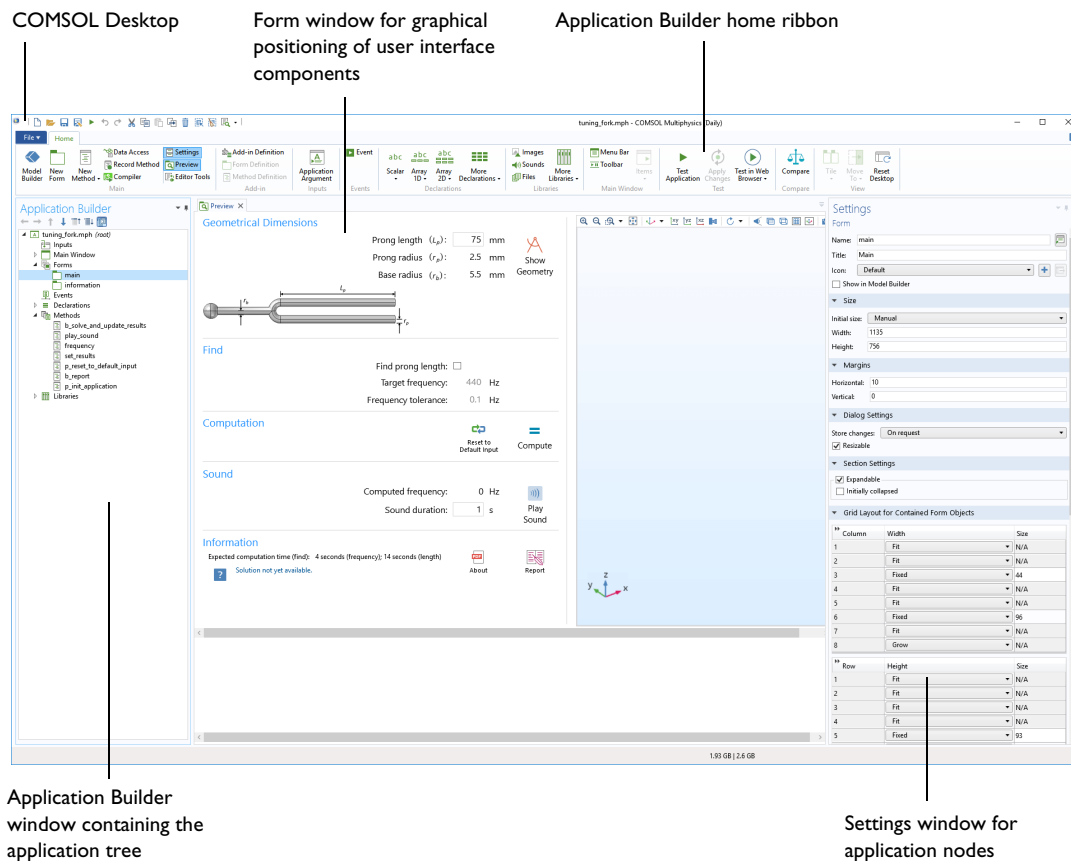 COMSOL Desktop
Form window for graphical
positioning of user interface
components
Application Builder home ribbon
tuning_fork.mph - COMSOL Multiphysics (Daily)
File Home
Model Builder
New Form
New Method
Data Access
Record Method
Compiler
Settings
Preview
Editor Tools
Main
Add-in Definition
Form Definition
Method Definition
Add-in
Application Argument
Inputs
Event
Events
abc abc abc
Scalar
Array 1D
Array 2D
More Declarations
Declarations
Images
Sounds
Files
More Libraries
Libraries
Menu Bar
Toolbar
Items
Main Window
Test Application
Apply Changes
Test in Web Browser
Test
Compare
Compare
Tile
Move To
Reset Desktop
View
Application Builder
tuning_fork.mph (root)
Inputs
Main Window
Forms
main
information
Events
Declarations
Methods
b_solve_and_update_results
play_sound
frequency
set_results
p_reset_to_default_input
b_report
p_init_application
Libraries
Preview
Geometrical Dimensions
Prong length (Lp): 75 mm
Prong radius (rp): 2.5 mm
Base radius (rb): 5.5 mm
Show
Geometry
Lp
rb
rp
Find
Find prong length:
Target frequency: 440 Hz
Frequency tolerance: 0.1 Hz
Computation
Reset to
Default Input
Compute
Sound
Computed frequency: 0 Hz
Sound duration: 1 s
Play
Sound
Information
Expected computation time (find): 4 seconds (frequency); 14 seconds (length)
? Solution not yet available.
About
Report
z
y x
Settings
Form
Name: main
Title: Main
Icon: Default
Show in Model Builder
Size
Initial size: Manual
Width: 1135
Height: 756
Margins
Horizontal: 10
Vertical: 0
Dialog Settings
Store changes: On request
Resizable
Section Settings
Expandable
Initially collapsed
Grid Layout for Contained Form Objects
Column Width Size
1 Fit N/A
2 Fit N/A
3 Fixed 44
4 Fit N/A
5 Fit N/A
6 Fixed 96
7 Fit N/A
8 Grow N/A
Row Height Size
1 Fit N/A
2 Fit N/A
3 Fit N/A
4 Fit N/A
5 Fixed 93
1.93 GB | 2.6 GB
Application Builder
window containing the
application tree
Settings window for
application nodes